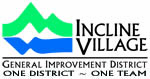 INCLINE
VILLAGE
GENERAL IMPROVEMENT DISTRICT
ONE DISTRICT ~ ONE TEAM